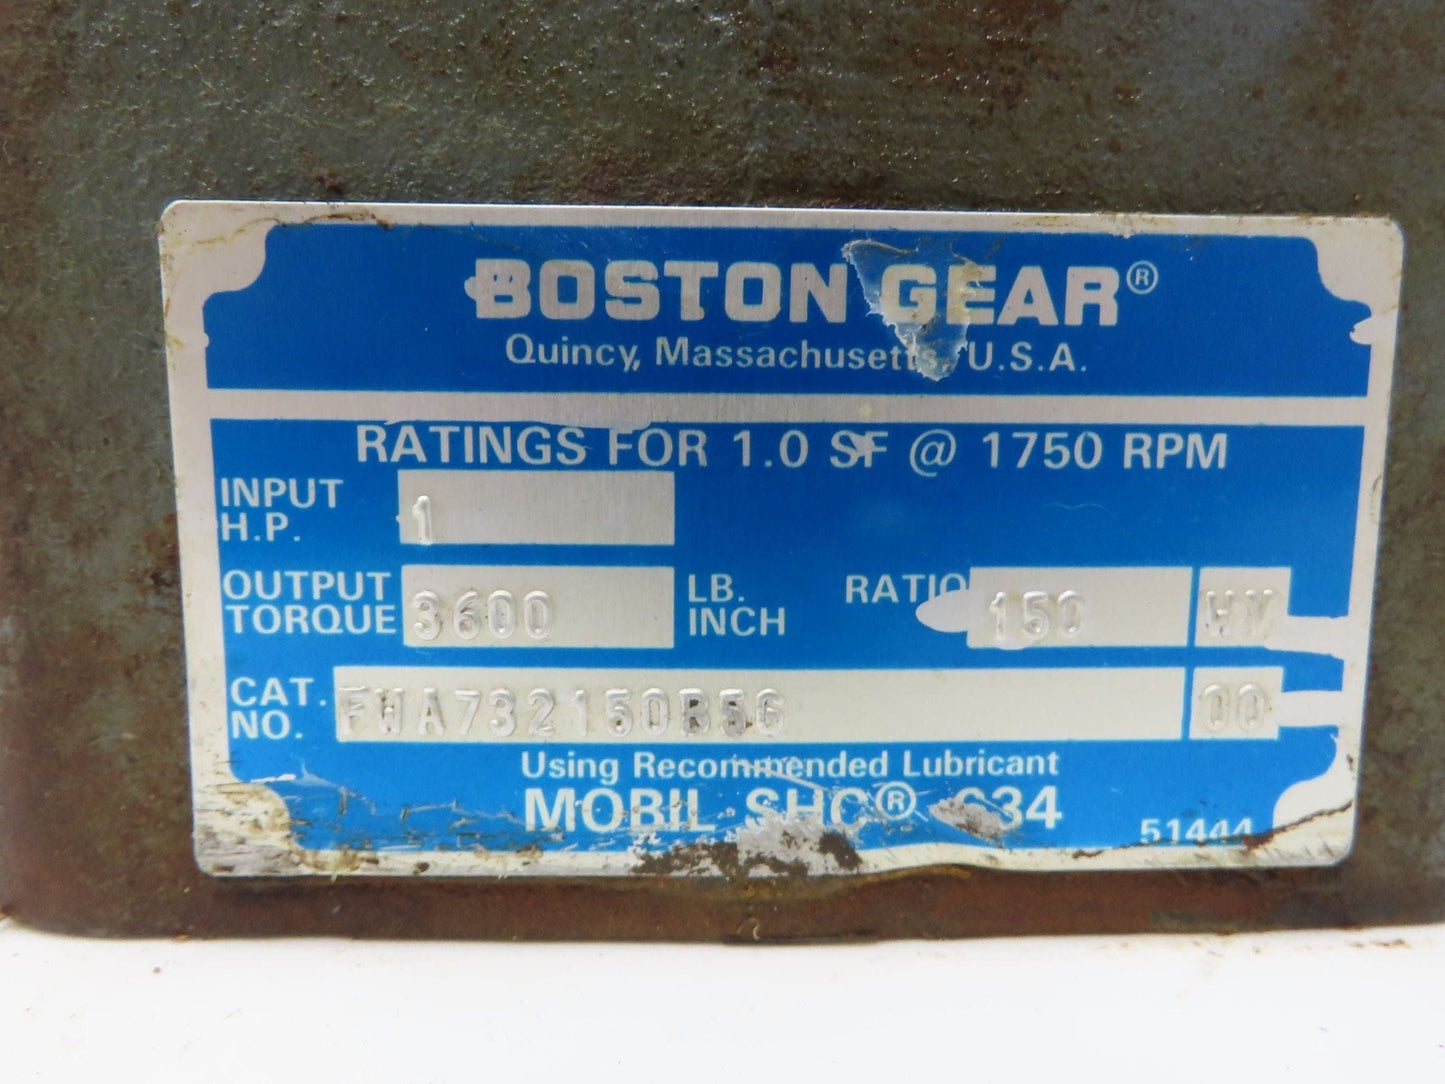 BOSTON GEAR®
Quincy, Massachusetts, U.S.A.
RATINGS FOR 1.0 SF @ 1750 RPM
INPUT H.P. 1
OUTPUT TORQUE 3600 LB. INCH RATIO 150
CAT. NO. FWA732150B5G 00
Using Recommended Lubricant
MOBIL SHC® 634
51444